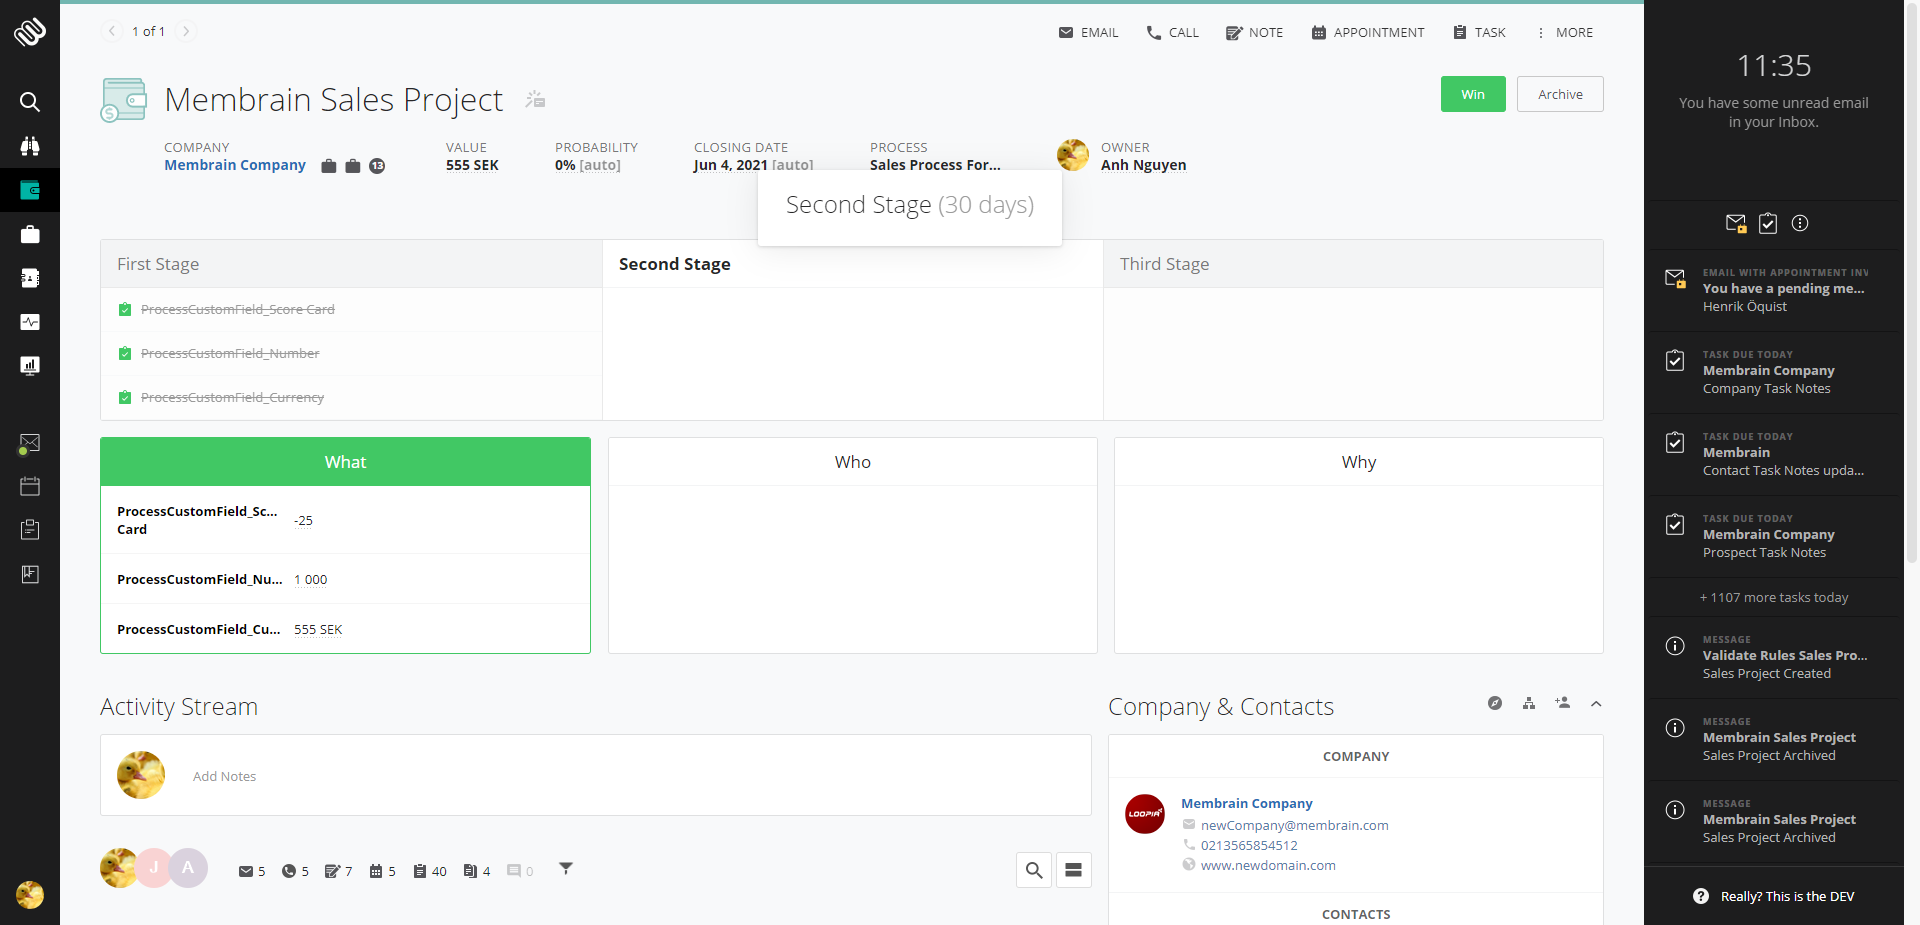 1 of 1
EMAIL
CALL
NOTE
APPOINTMENT
TASK
MORE
Membrain Sales Project
Win
Archive
COMPANY
Membrain Company
13
VALUE
555 SEK
PROBABILITY
0% [auto]
CLOSING DATE
Jun 4, 2021 [auto]
PROCESS
Sales Process For...
OWNER
Anh Nguyen
Second Stage (30 days)
First Stage
Second Stage
Third Stage
ProcessCustomField_Score Card
ProcessCustomField_Number
ProcessCustomField_Currency
What
ProcessCustomField_Sc...
Card
-25
ProcessCustomField_Nu...
1 000
ProcessCustomField_Cu...
555 SEK
Who
Why
Activity Stream
Add Notes
J
A
5
5
7
5
40
4
0
Company & Contacts
COMPANY
LOOPIA
Membrain Company
newCompany@membrain.com
0213565854512
www.newdomain.com
CONTACTS
11:35
You have some unread email
in your Inbox.
EMAIL WITH APPOINTMENT INV
You have a pending me...
Henrik Öquist
TASK DUE TODAY
Membrain Company
Company Task Notes
TASK DUE TODAY
Membrain
Contact Task Notes upda...
TASK DUE TODAY
Membrain Company
Prospect Task Notes
+ 1107 more tasks today
MESSAGE
Validate Rules Sales Pro...
Sales Project Created
MESSAGE
Membrain Sales Project
Sales Project Archived
MESSAGE
Membrain Sales Project
Sales Project Archived
Really? This is the DEV